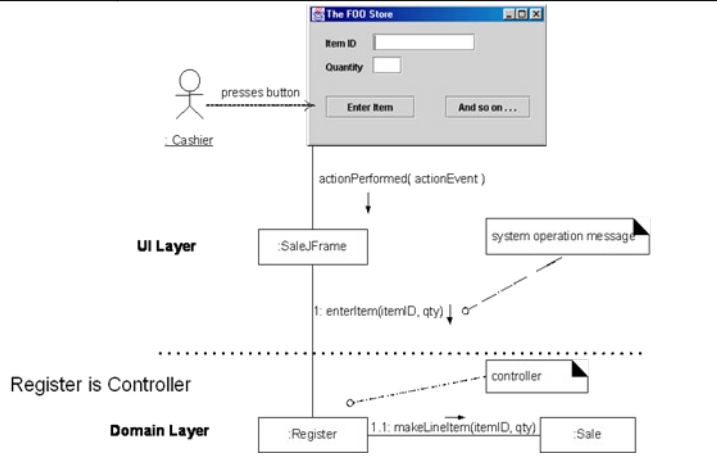 The FOO Store
Item ID
Quantity
Enter Item
And so on . . .
presses button
: Cashier
actionPerformed( actionEvent )
UI Layer
:SaleJFrame
system operation message
1: enterItem(itemID, qty)
Register is Controller
controller
Domain Layer
:Register
1.1: makeLineItem(itemID, qty)
:Sale